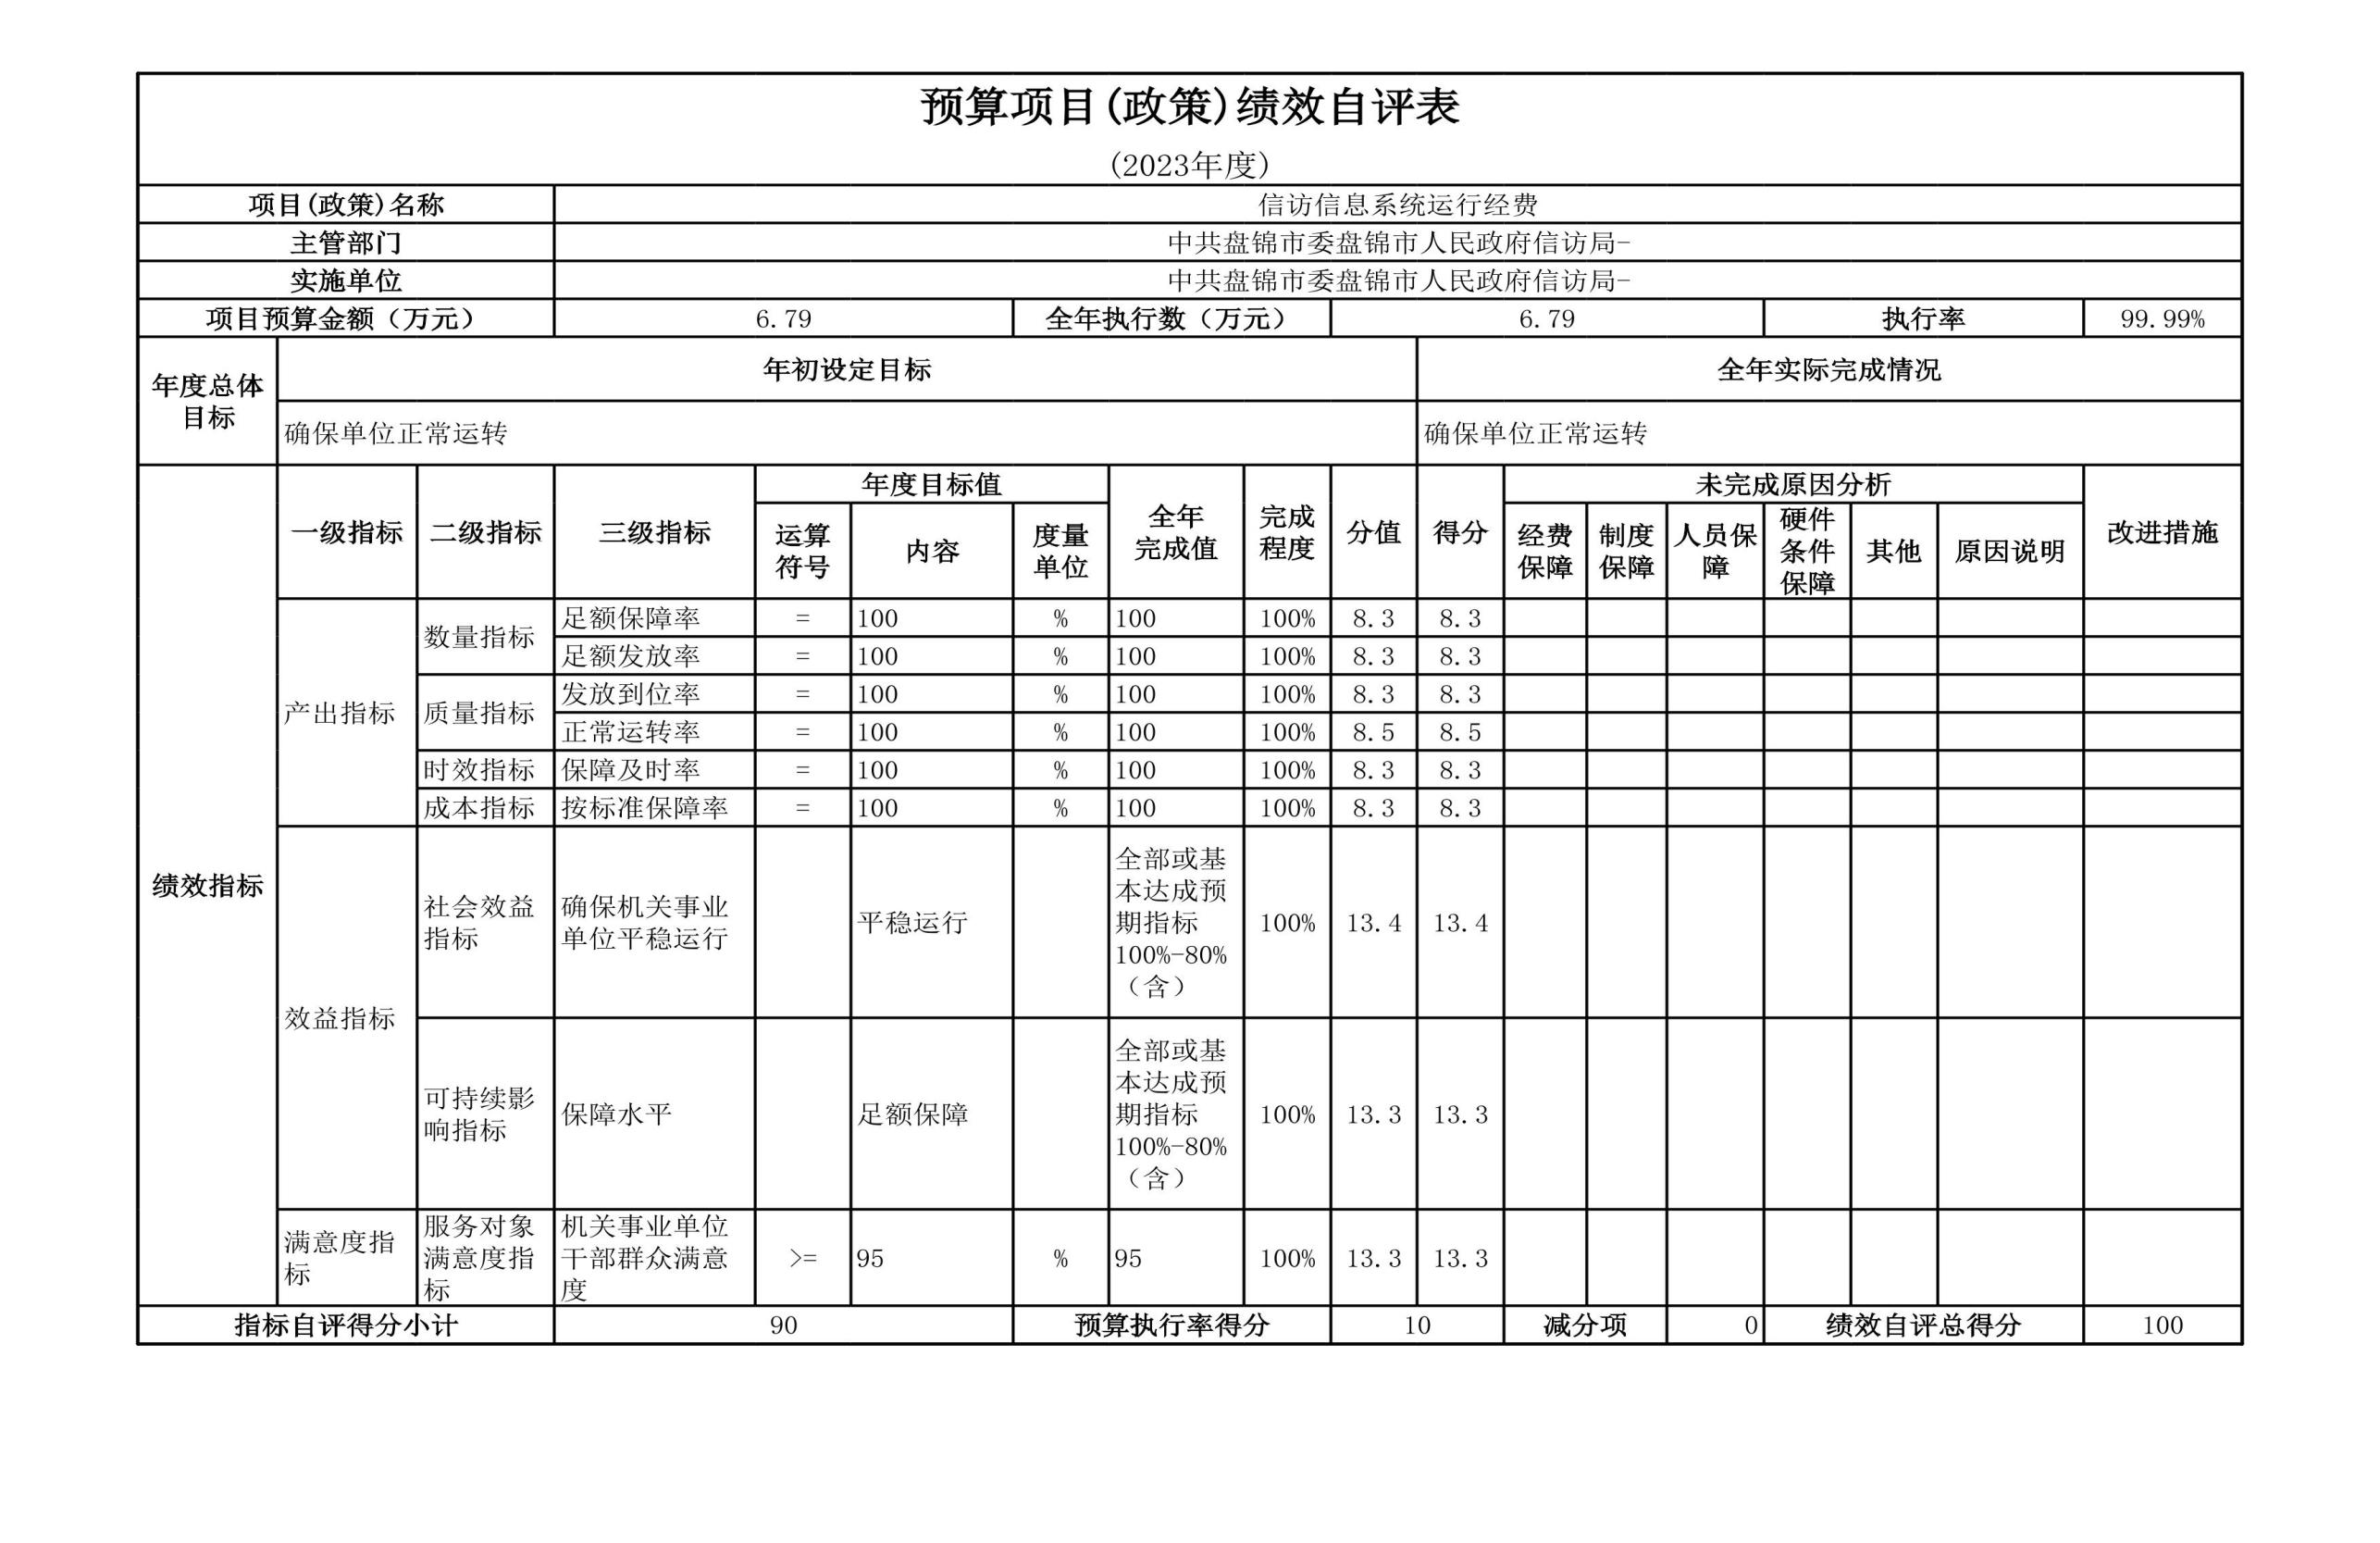 预算项目(政策)绩效自评表
(2023年度)
项目(政策)名称 信访信息系统运行经费
主管部门 中共盘锦市委盘锦市人民政府信访局-
实施单位 中共盘锦市委盘锦市人民政府信访局-
项目预算金额（万元） 6.79 全年执行数（万元） 6.79 执行率 99.99%
年度总体
目标
年初设定目标 全年实际完成情况
确保单位正常运转 确保单位正常运转
绩效指标
一级指标 二级指标 三级指标
年度目标值
运算
符号
内容
度量
单位
全年
完成值
完成
程度
分值 得分
未完成原因分析
经费
保障
制度
保障
人员保
障
硬件
条件
保障
其他 原因说明
改进措施
产出指标
数量指标
足额保障率 = 100 % 100 100% 8.3 8.3
足额发放率 = 100 % 100 100% 8.3 8.3
质量指标
发放到位率 = 100 % 100 100% 8.3 8.3
正常运转率 = 100 % 100 100% 8.5 8.5
时效指标 保障及时率 = 100 % 100 100% 8.3 8.3
成本指标 按标准保障率 = 100 % 100 100% 8.3 8.3
效益指标
社会效益
指标
确保机关事业
单位平稳运行
平稳运行
全部或基
本达成预
期指标
100%-80%
（含）
100% 13.4 13.4
可持续影
响指标
保障水平
足额保障
全部或基
本达成预
期指标
100%-80%
（含）
100% 13.3 13.3
满意度指
标
服务对象
满意度指
标
机关事业单位
干部群众满意
度
>= 95 % 95 100% 13.3 13.3
指标自评得分小计 90 预算执行率得分 10 减分项 0 绩效自评总得分 100